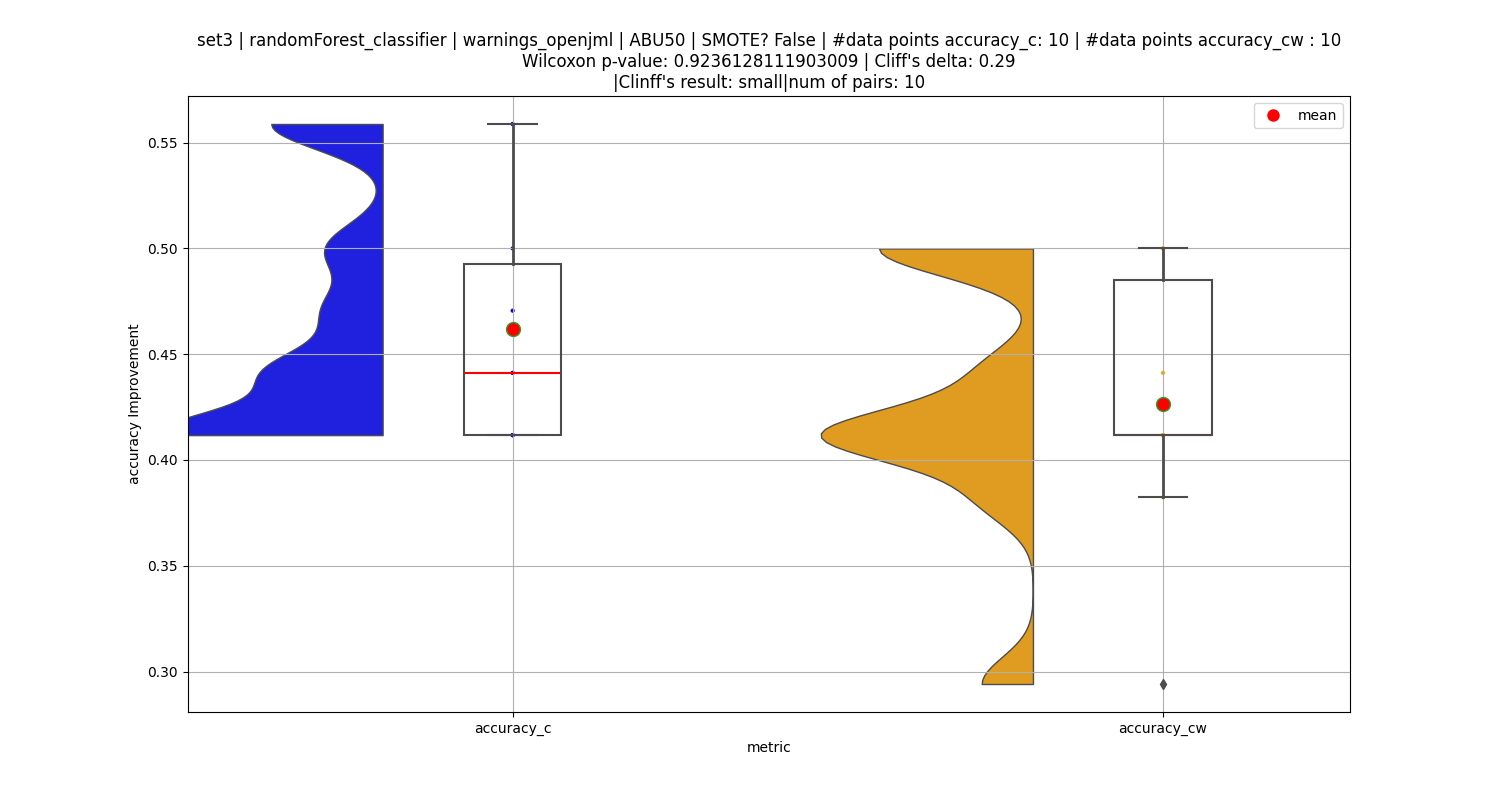 set3 | randomForest_classifier | warnings_openjml | ABU50 | SMOTE? False | #data points accuracy_c: 10 | #data points accuracy_cw : 10
Wilcoxon p-value: 0.9236128111903009 | Cliff's delta: 0.29
|Clinff's result: small|num of pairs: 10
mean
0.55
0.50
0.45
0.40
0.35
0.30
accuracy Improvement
accuracy_c
accuracy_cw
metric